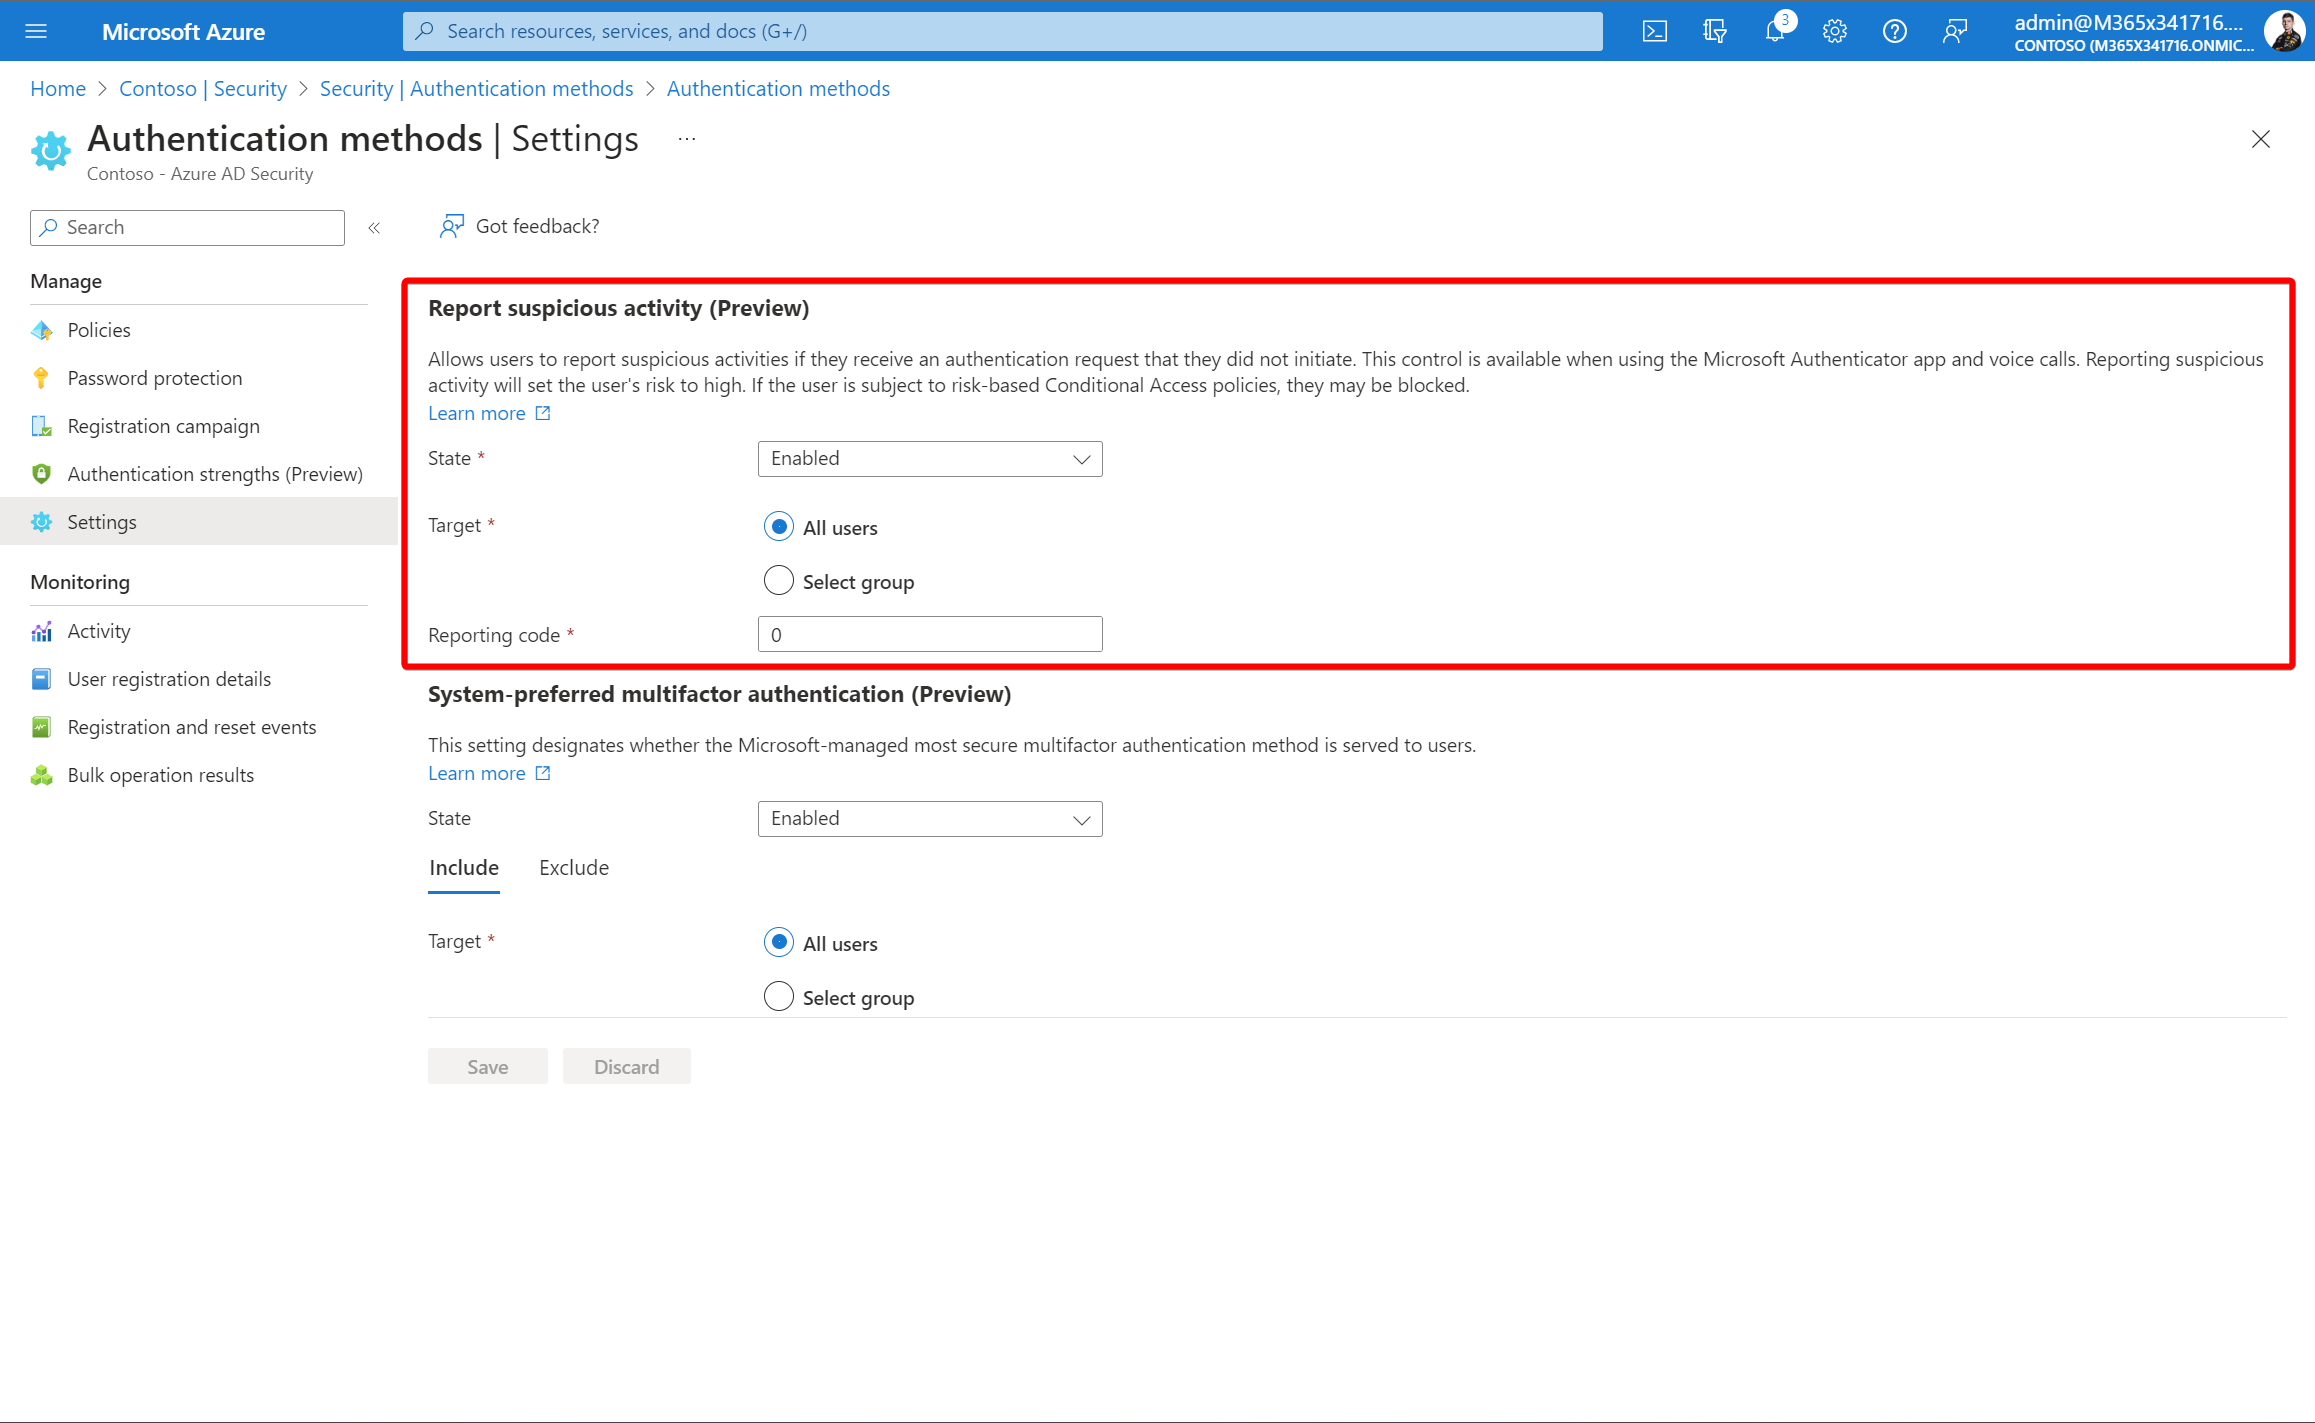 Microsoft Azure
Search resources, services, and docs (G+/)
3
admin@M365x341716....
CONTOSO (M365X341716.ONMIC...
Home > Contoso | Security > Security | Authentication methods > Authentication methods
Authentication methods | Settings ...
Contoso - Azure AD Security
Search
«
Got feedback?
Manage
Policies
Password protection
Registration campaign
Authentication strengths (Preview)
Settings
Monitoring
Activity
User registration details
Registration and reset events
Bulk operation results
Report suspicious activity (Preview)
Allows users to report suspicious activities if they receive an authentication request that they did not initiate. This control is available when using the Microsoft Authenticator app and voice calls. Reporting suspicious
activity will set the user's risk to high. If the user is subject to risk-based Conditional Access policies, they may be blocked.
Learn more
State * Enabled
Target * All users
Select group
Reporting code * 0
System-preferred multifactor authentication (Preview)
This setting designates whether the Microsoft-managed most secure multifactor authentication method is served to users.
Learn more
State Enabled
Include Exclude
Target * All users
Select group
Save Discard